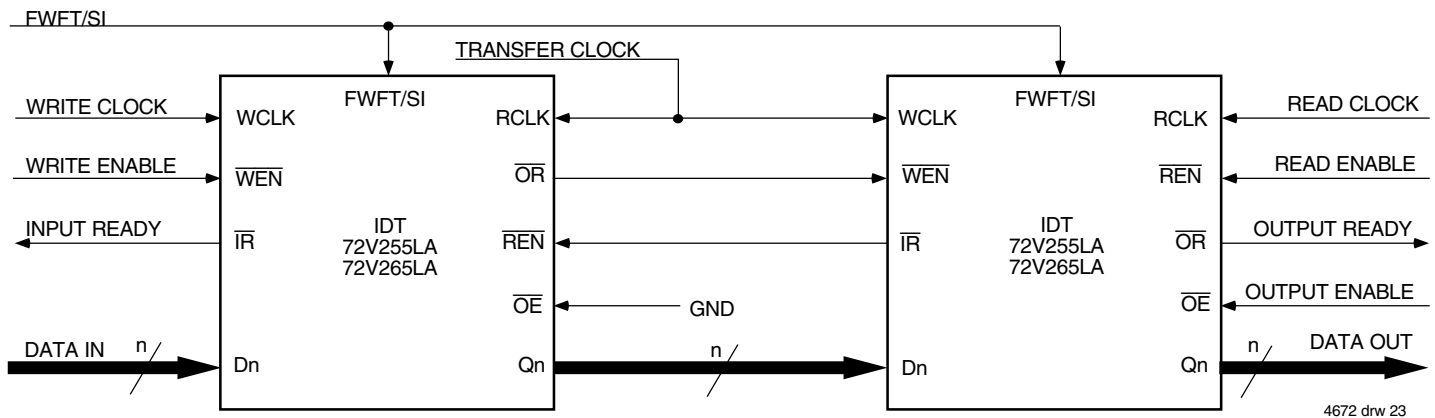 FWFT/SI
TRANSFER CLOCK
FWFT/SI
FWFT/SI
WRITE CLOCK
WCLK
RCLK
WCLK
RCLK
READ CLOCK
WRITE ENABLE
WEN
OR
WEN
REN
READ ENABLE
INPUT READY
IR
IDT
72V255LA
72V265LA
REN
IR
IDT
72V255LA
72V265LA
OR
OUTPUT READY
OE
GND
OE
OUTPUT ENABLE
DATA IN
n
Dn
Qn
n
Dn
Qn
n
DATA OUT
4672 drw 23